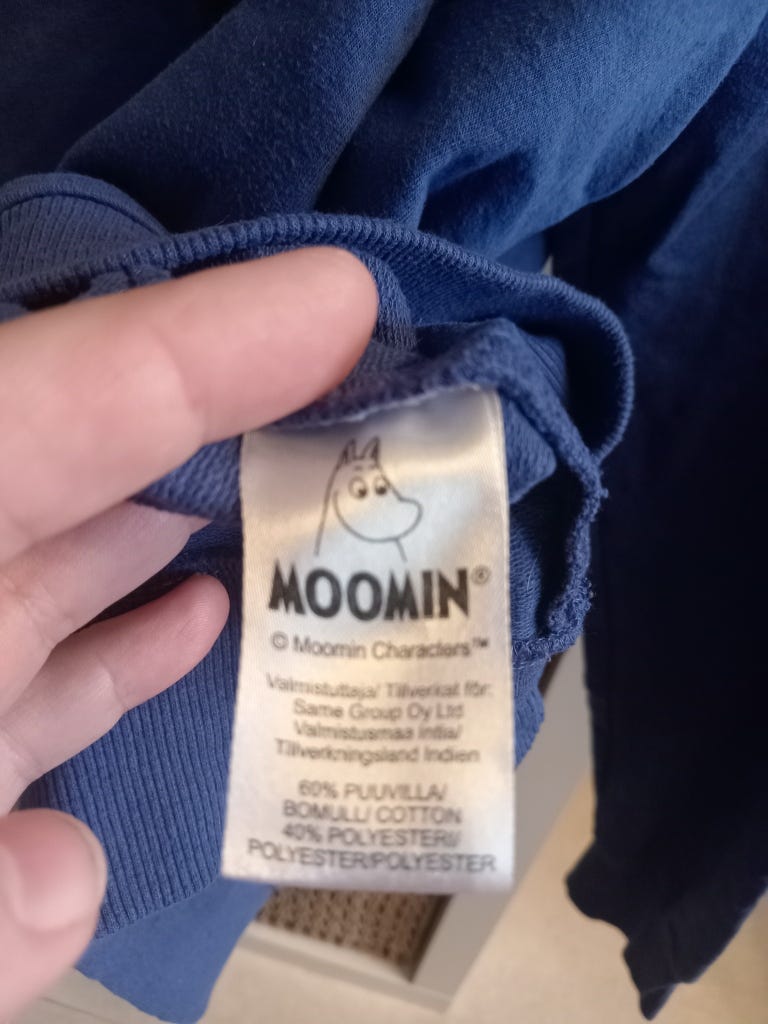 MOOMIN®
© Moomin Characters™
Valmistuttaja/ Tillverkat för:
Same Group Oy Ltd
Valmistusmaa Intia/
Tillverkningsland Indien
60% PUUVILLA/
BOMULL/ COTTON
40% POLYESTERI/
POLYESTER/POLYESTER